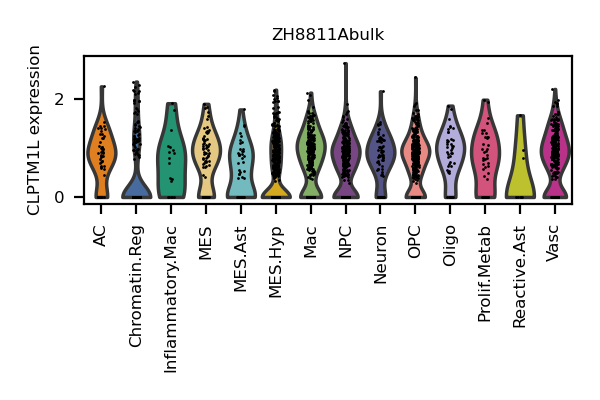 ZH8811Abulk
CLPTM1L expression
2
0
AC
Chromatin.Reg
Inflammatory.Mac
MES
MES.Ast
MES.Hyp
Mac
NPC
Neuron
OPC
Oligo
Prolif.Metab
Reactive.Ast
Vasc